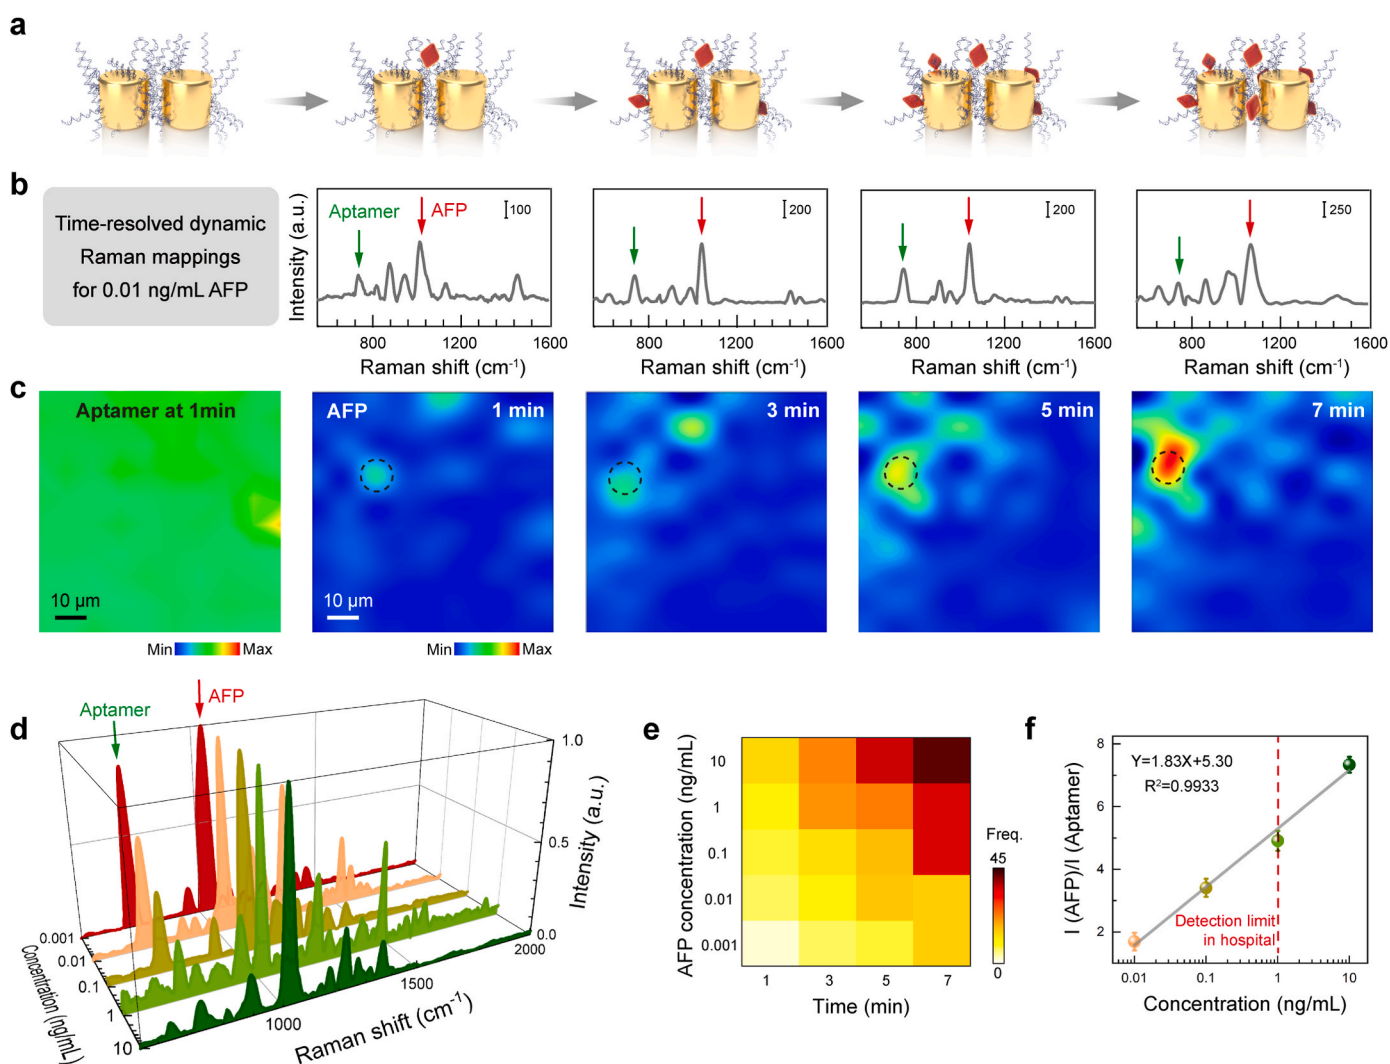 a
b
Time-resolved dynamic
Raman mappings
for 0.01 ng/mL AFP
Intensity (a.u.)
Aptamer
AFP
100
200
200
250
800 1200 1600
800 1200 1600
800 1200 1600
800 1200 1600
Raman shift (cm⁻¹)
Raman shift (cm⁻¹)
Raman shift (cm⁻¹)
Raman shift (cm⁻¹)
c
Aptamer at 1min
10 μm
Min Max
AFP 1 min
10 μm
Min Max
3 min
5 min
7 min
d
Aptamer
AFP
1.0
0.5
0.0
Intensity (a.u.)
0.001
0.01
0.1
1
10
Concentration (ng/mL)
1000
1500
2000
Raman shift (cm⁻¹)
e
AFP concentration (ng/mL)
10
1
0.1
0.01
0.001
1 3 5 7
Time (min)
Freq.
45
0
f
I (AFP)/I (Aptamer)
8
6
4
2
Y=1.83X+5.30
R²=0.9933
Detection limit
in hospital
0.01 0.1 1 10
Concentration (ng/mL)